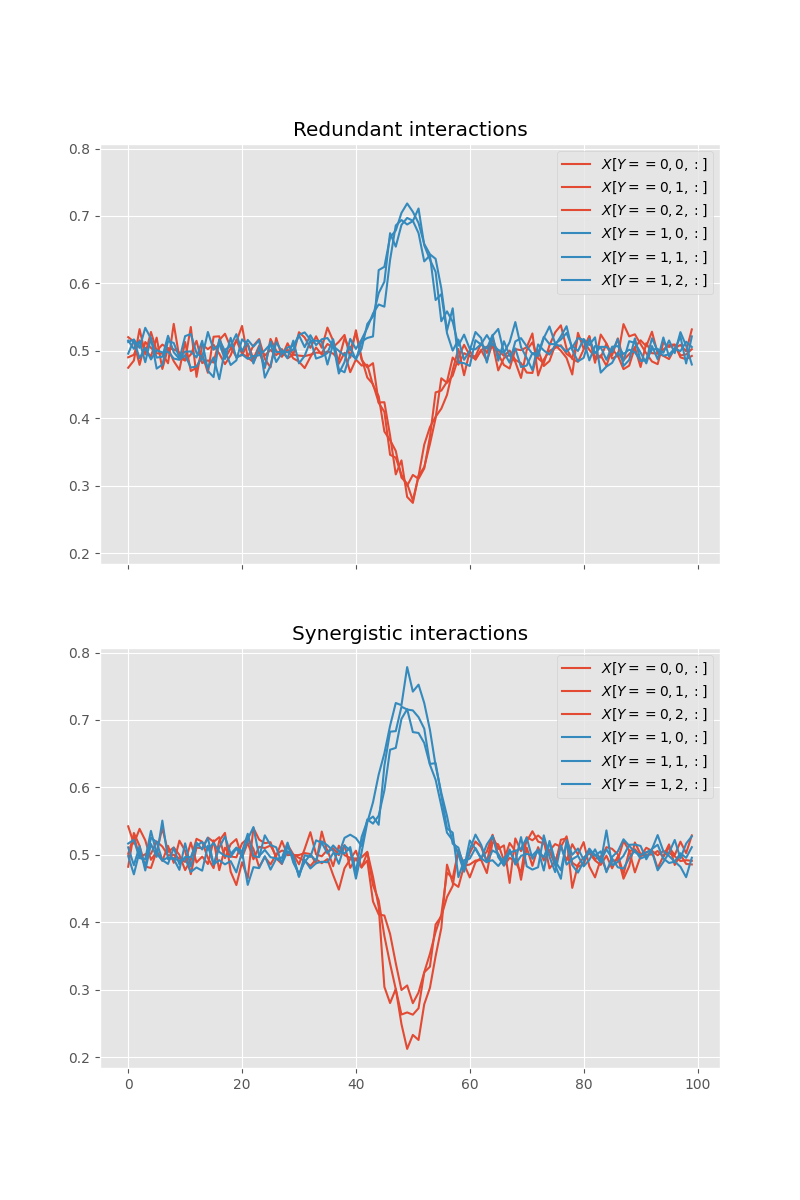 Redundant interactions
0.8
0.7
0.6
0.5
0.4
0.3
0.2
X[Y==0,0,:]
X[Y==0,1,:]
X[Y==0,2,:]
X[Y==1,0,:]
X[Y==1,1,:]
X[Y==1,2,:]
Synergistic interactions
0.8
0.7
0.6
0.5
0.4
0.3
0.2
X[Y==0,0,:]
X[Y==0,1,:]
X[Y==0,2,:]
X[Y==1,0,:]
X[Y==1,1,:]
X[Y==1,2,:]
0 20 40 60 80 100